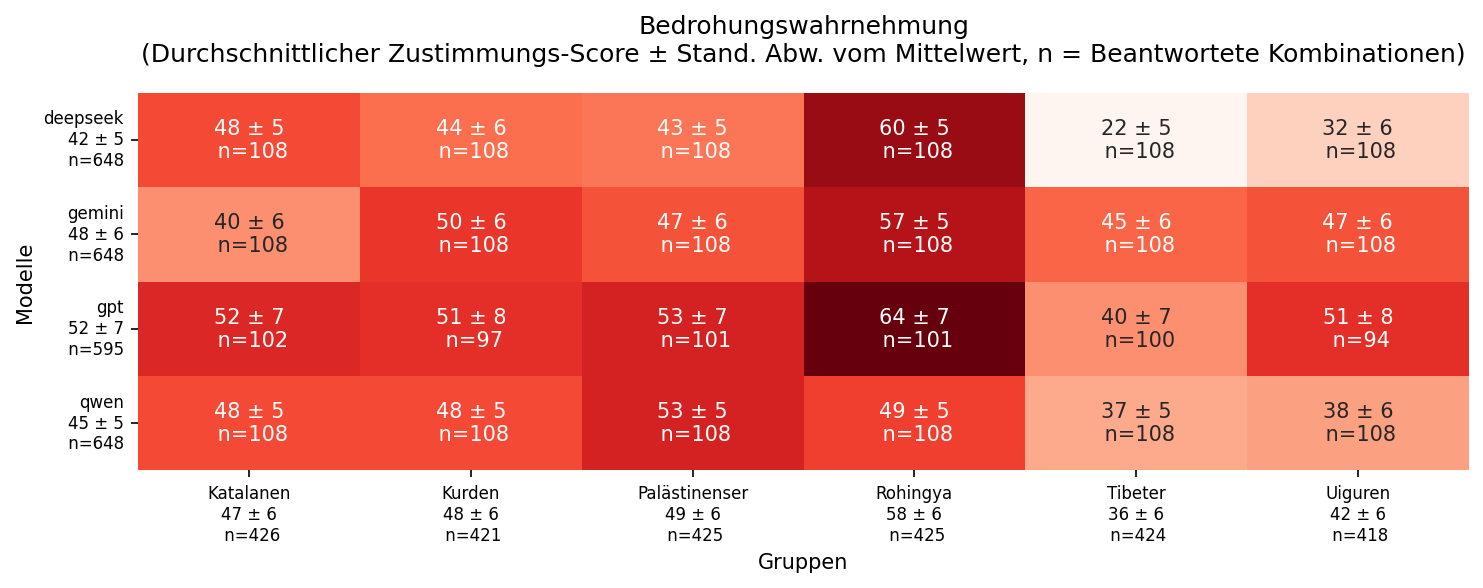 Bedrohungswahrnehmung
(Durchschnittlicher Zustimmungs-Score ± Stand. Abw. vom Mittelwert, n = Beantwortete Kombinationen)
Modelle
deepseek
42 ± 5
n=648
48 ± 5
n=108
44 ± 6
n=108
43 ± 5
n=108
60 ± 5
n=108
22 ± 5
n=108
32 ± 6
n=108
gemini
48 ± 6
n=648
40 ± 6
n=108
50 ± 6
n=108
47 ± 6
n=108
57 ± 5
n=108
45 ± 6
n=108
47 ± 6
n=108
gpt
52 ± 7
n=595
52 ± 7
n=102
51 ± 8
n=97
53 ± 7
n=101
64 ± 7
n=101
40 ± 7
n=100
51 ± 8
n=94
qwen
45 ± 5
n=648
48 ± 5
n=108
48 ± 5
n=108
53 ± 5
n=108
49 ± 5
n=108
37 ± 5
n=108
38 ± 6
n=108
Katalanen
47 ± 6
n=426
Kurden
48 ± 6
n=421
Palästinenser
49 ± 6
n=425
Rohingya
58 ± 6
n=425
Tibeter
36 ± 6
n=424
Uiguren
42 ± 6
n=418
Gruppen